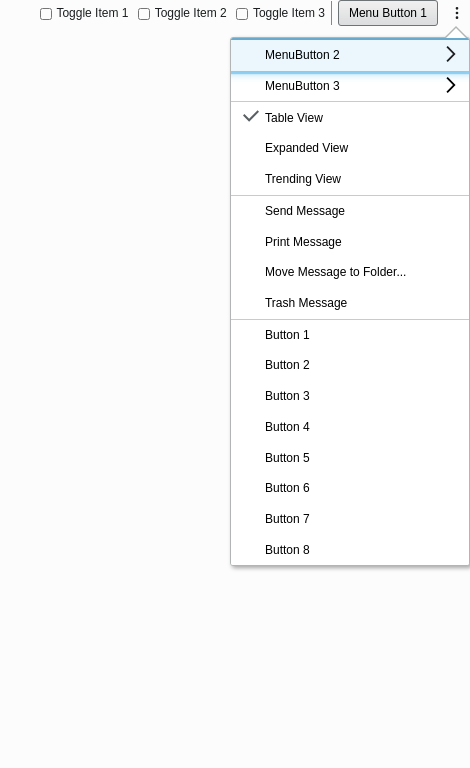 Toggle Item 1 Toggle Item 2 Toggle Item 3 Menu Button 1
MenuButton 2
MenuButton 3
Table View
Expanded View
Trending View
Send Message
Print Message
Move Message to Folder...
Trash Message
Button 1
Button 2
Button 3
Button 4
Button 5
Button 6
Button 7
Button 8